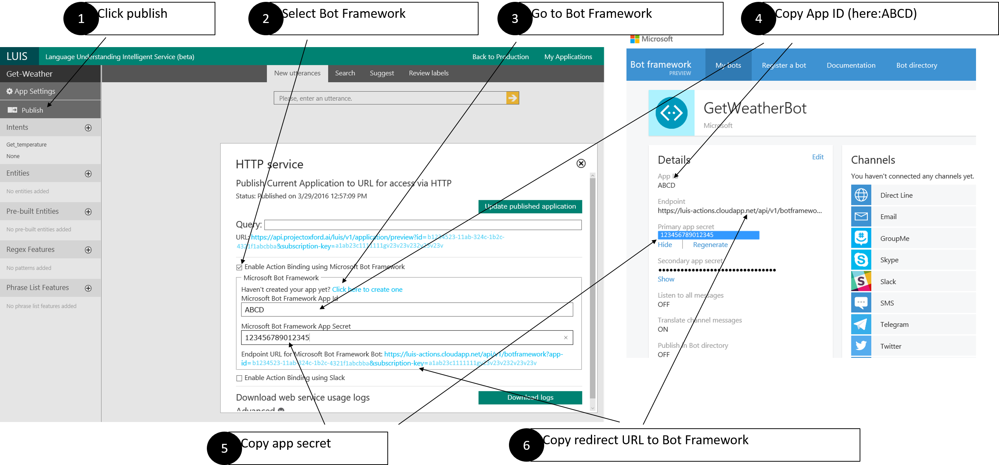 1 Click publish
2 Select Bot Framework
3 Go to Bot Framework
4 Copy App ID (here:ABCD)
LUIS Language Understanding Intelligent Service (beta) Back to Production My Applications
Get-Weather
New utterances Search Suggest Review labels
App Settings
Please, enter an utterance.
Publish
Intents
Get_temperature
None
Entities
No entities added
Pre-built Entities
No pre-built entities added
Regex Features
No patterns added
Phrase List Features
No phrase list features added
HTTP service
Publish Current Application to URL for access via HTTP
Status: Published on 3/29/2016 12:57:09 PM
Update published application
Query:
URL: https://api.projectoxford.ai/luis/v1/application/preview?id=b1234523-11ab-324c-1b2c-
4321f1abcbba&subscription-key=a1ab23c1111111gv23v23v232v23v23v
Enable Action Binding using Microsoft Bot Framework
Microsoft Bot Framework
Haven't created your app yet? Click here to create one
Microsoft Bot Framework App Id
ABCD
Microsoft Bot Framework App Secret
123456789012345
Endpoint URL for Microsoft Bot Framework Bot: https://luis-actions.cloudapp.net/api/v1/botframework?app-
id=b1234523-11ab-324c-1b2c-4321f1abcbba&subscription-key=a1ab23c1111111gv23v23v232v23v23v
Enable Action Binding using Slack
Download web service usage logs
Download logs
Advanced
Microsoft
Bot framework
PREVIEW
My bots Register a bot Documentation Bot directory
GetWeatherBot
Microsoft
Details
Edit
App Id
ABCD
Endpoint
https://luis-actions.cloudapp.net/api/v1/botframewo...
Primary app secret
123456789012345
Hide Regenerate
Secondary app secret
Show
Listen to all messages
OFF
Translate channel messages
ON
Publish in Bot directory
OFF
Channels
You haven't connected any channels yet.
Direct Line
Email
GroupMe
Skype
Slack
SMS
Telegram
Twitter
5 Copy app secret
6 Copy redirect URL to Bot Framework